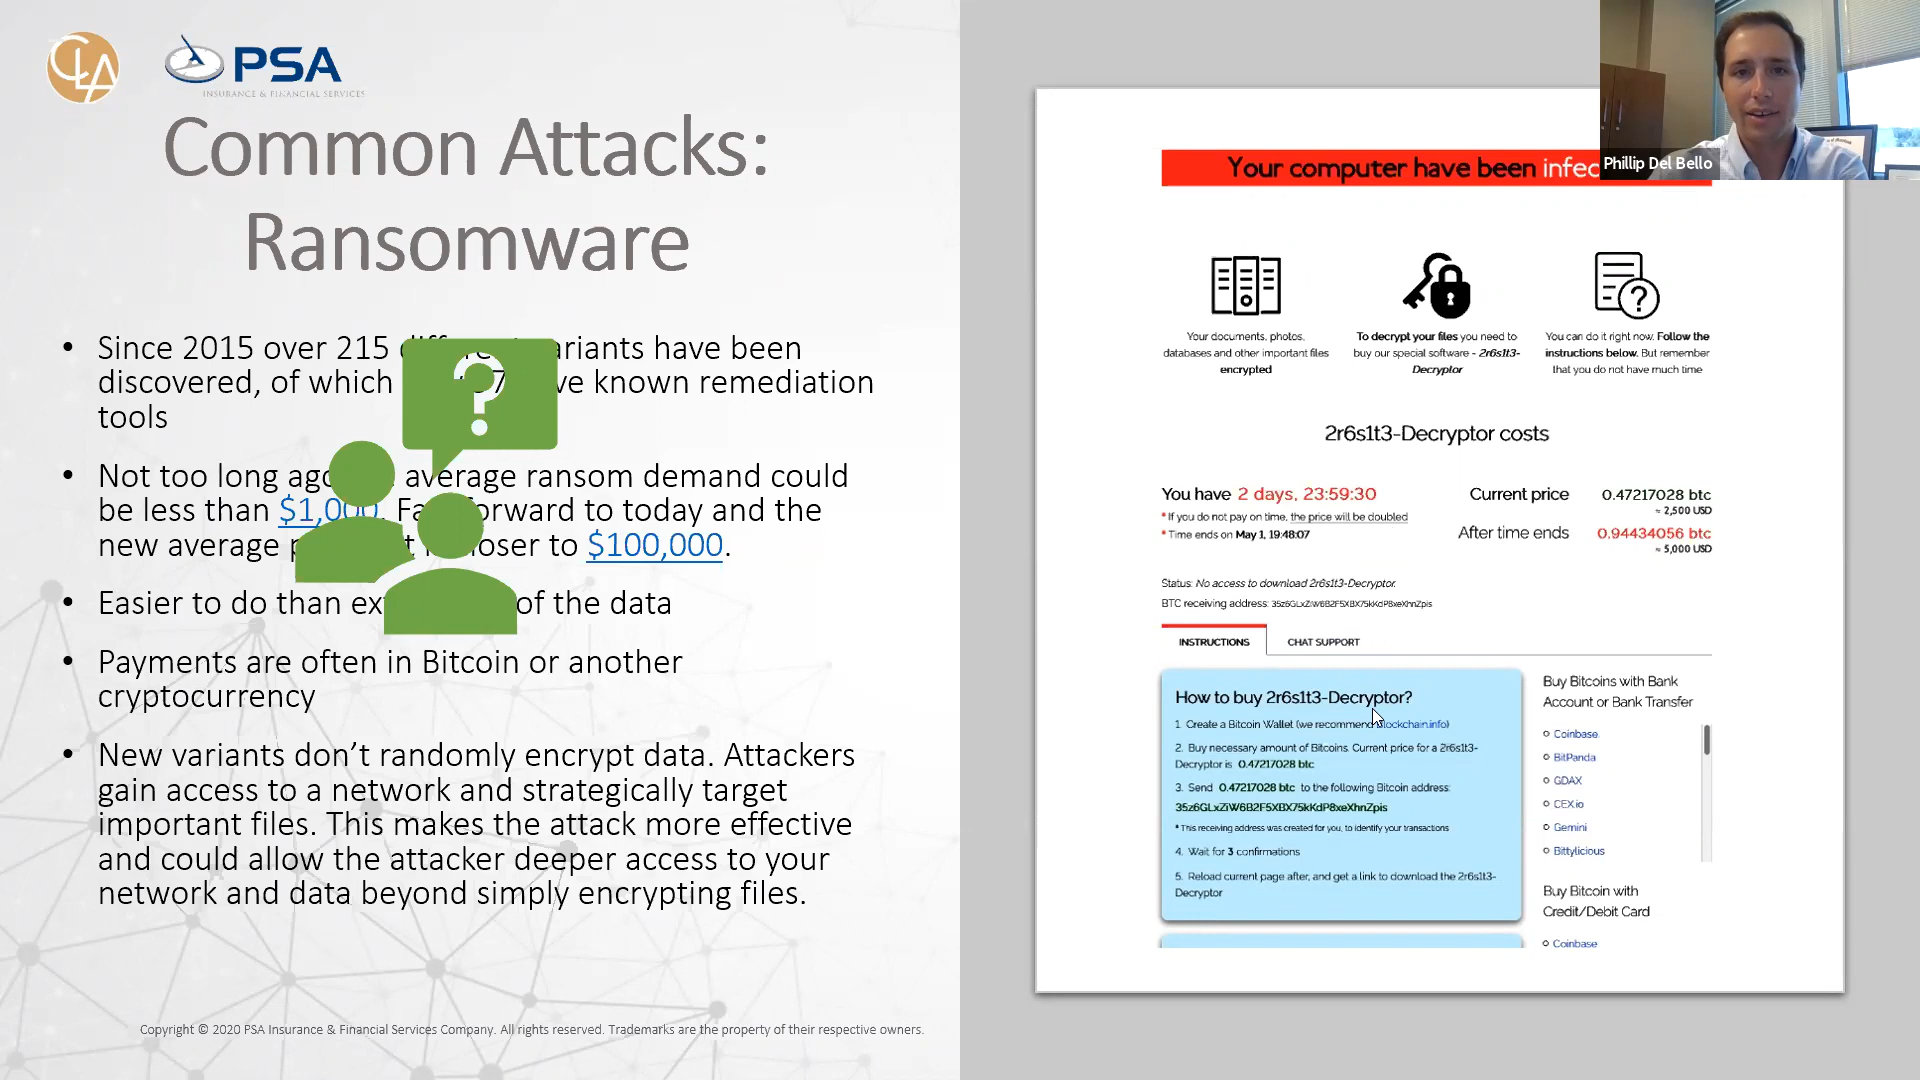 CLA
PSA
INSURANCE & FINANCIAL SERVICES
Common Attacks:
Ransomware
• Since 2015 over 215 variants have been
discovered, of which have known remediation
tools
• Not too long ago average ransom demand could
be less than $1,000. Fast forward to today and the
new average closer to $100,000.
• Easier to do than of the data
• Payments are often in Bitcoin or another
cryptocurrency
• New variants don’t randomly encrypt data. Attackers
gain access to a network and strategically target
important files. This makes the attack more effective
and could allow the attacker deeper access to your
network and data beyond simply encrypting files.
Copyright © 2020 PSA Insurance & Financial Services Company. All rights reserved. Trademarks are the property of their respective owners.
?
Phillip Del Bello
Your computer have been
Your documents, photos,
databases and other important files
encrypted
To decrypt your files you need to
buy our special software - 2r6s1t3-
Decryptor
?
You can do it right now. Follow the
instructions below. But remember
that you do not have much time
2r6s1t3-Decryptor costs
You have 2 days, 23:59:30
* If you do not pay on time, the price will be doubled
* Time ends on May 1, 19:48:07
Current price 0.47217028 btc
≈ 2,500 USD
After time ends 0.94434056 btc
≈ 5,000 USD
Status: No access to download 2r6s1t3-Decryptor.
BTC receiving address: 35z6GLxZiW6B2F5XBX75kKdP8xeXhnZpis
INSTRUCTIONS CHAT SUPPORT
How to buy 2r6s1t3-Decryptor?
1. Create a Bitcoin Wallet (we recommend blockchain.info)
2. Buy necessary amount of Bitcoins. Current price for a 2r6s1t3-
Decryptor is 0.47217028 btc
3. Send 0.47217028 btc to the following Bitcoin address:
35z6GLxZiW6B2F5XBX75kKdP8xeXhnZpis
* This receiving address was created for you, to identify your transactions
4. Wait for 3 confirmations
5. Reload current page after, and get a link to download the 2r6s1t3-
Decryptor
Buy Bitcoins with Bank
Account or Bank Transfer
Coinbase
BitPanda
GDAX
CEX.io
Gemini
Bittylicious
Buy Bitcoin with
Credit/Debit Card
Coinbase